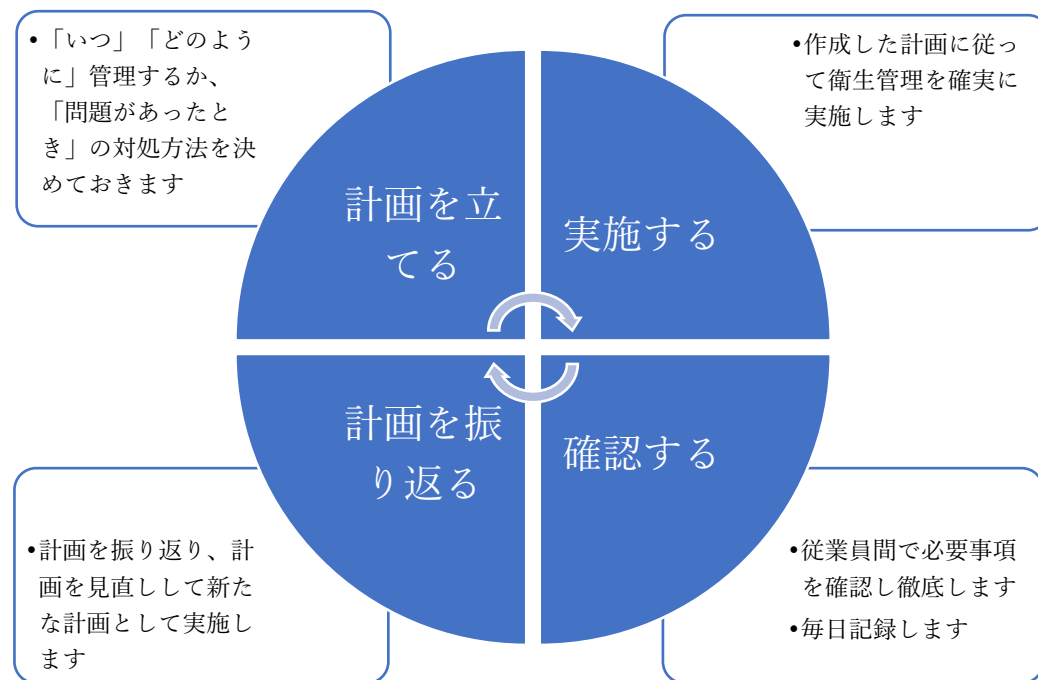 •「いつ」「どのよう
に」管理するか、
「問題があったと
き」の対処方法を決
めておきます
•作成した計画に従っ
て衛生管理を確実に
実施します
計画を立
てる
実施する
計画を振
り返る
確認する
•計画を振り返り、計
画を見直しして新た
な計画として実施し
ます
•従業員間で必要事項
を確認し徹底します
•毎日記録します